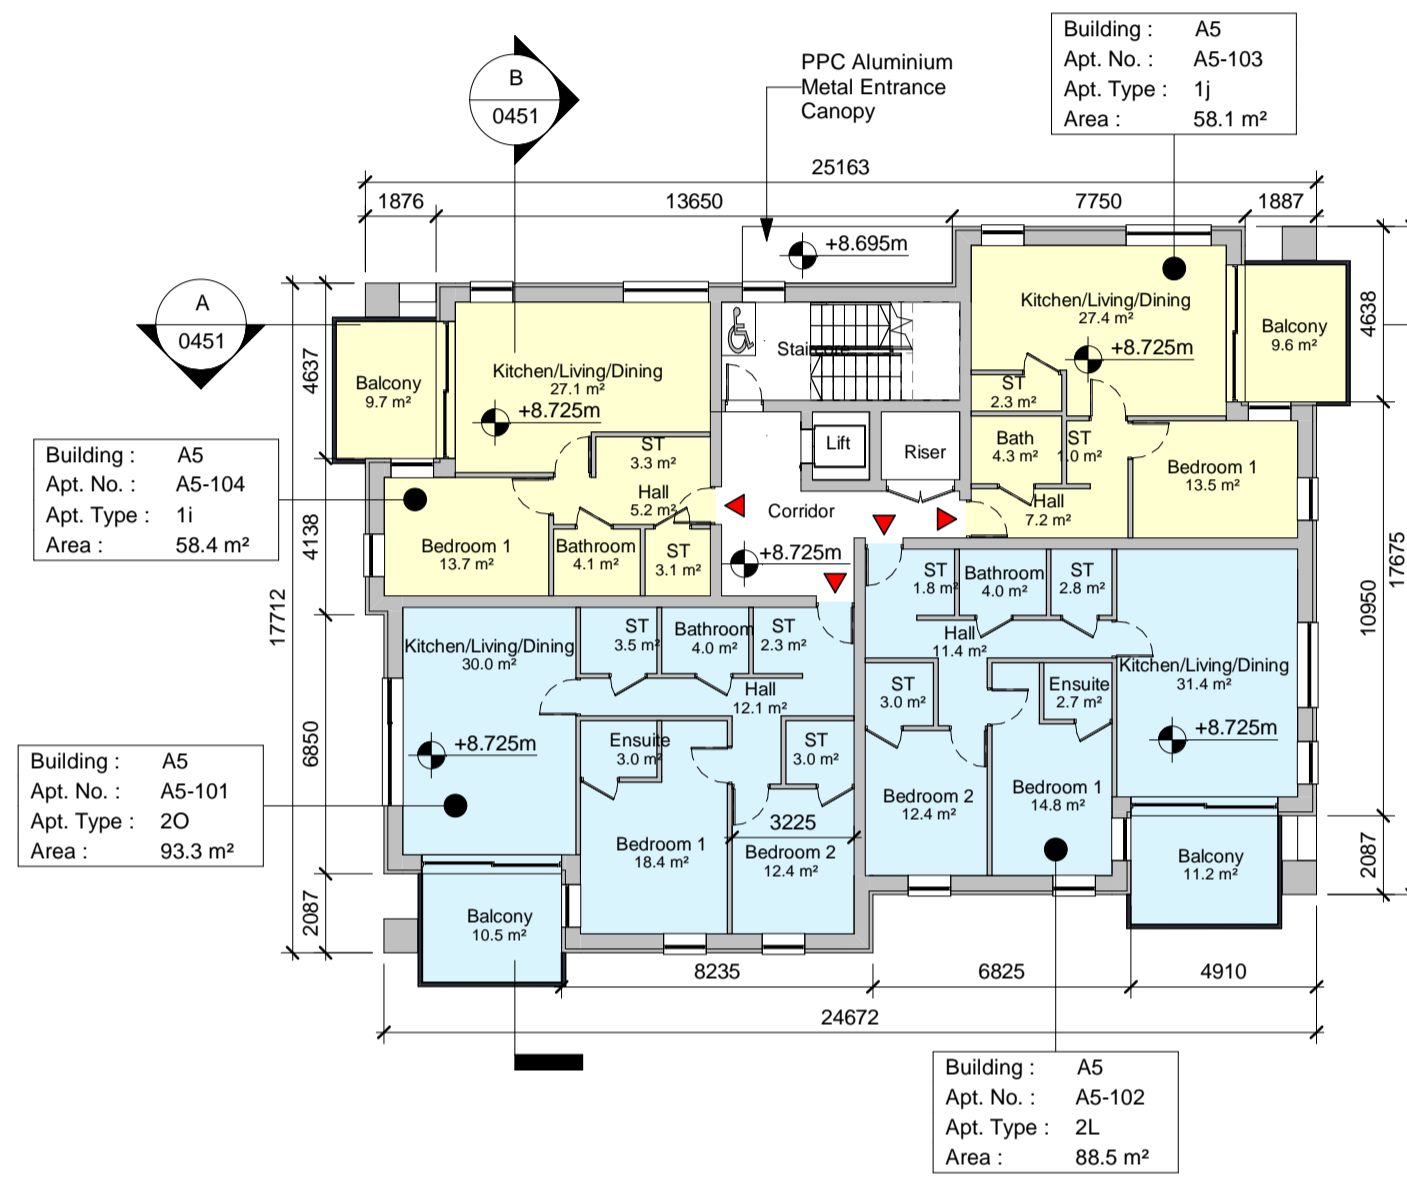 Building : A5
Apt. No. : A5-103
Apt. Type : 1j
Area : 58.1 m²
PPC Aluminium
Metal Entrance
Canopy
B
0451
25163
1876
13650
7750
1887
+8.695m
A
0451
4637
4138
17712
6850
2087
4638
17675
10950
2087
Balcony
9.7 m²
Kitchen/Living/Dining
27.1 m²
+8.725m
ST
3.3 m²
Hall
5.2 m²
Bedroom 1
13.7 m²
Bathroom
4.1 m²
ST
3.1 m²
Staircore
Lift
Riser
Corridor
+8.725m
Kitchen/Living/Dining
27.4 m²
+8.725m
Balcony
9.6 m²
ST
2.3 m²
Bath
4.3 m²
ST
1.0 m²
Bedroom 1
13.5 m²
Hall
7.2 m²
Building : A5
Apt. No. : A5-104
Apt. Type : 1i
Area : 58.4 m²
Kitchen/Living/Dining
30.0 m²
+8.725m
ST
3.5 m²
Bathroom
4.0 m²
ST
2.3 m²
Hall
12.1 m²
Ensuite
3.0 m²
ST
3.0 m²
Bedroom 1
18.4 m²
3225
Bedroom 2
12.4 m²
Balcony
10.5 m²
ST
1.8 m²
Bathroom
4.0 m²
ST
2.8 m²
Hall
11.4 m²
Kitchen/Living/Dining
31.4 m²
+8.725m
ST
3.0 m²
Ensuite
2.7 m²
Bedroom 2
12.4 m²
Bedroom 1
14.8 m²
Balcony
11.2 m²
Building : A5
Apt. No. : A5-101
Apt. Type : 2O
Area : 93.3 m²
8235
6825
4910
24672
Building : A5
Apt. No. : A5-102
Apt. Type : 2L
Area : 88.5 m²